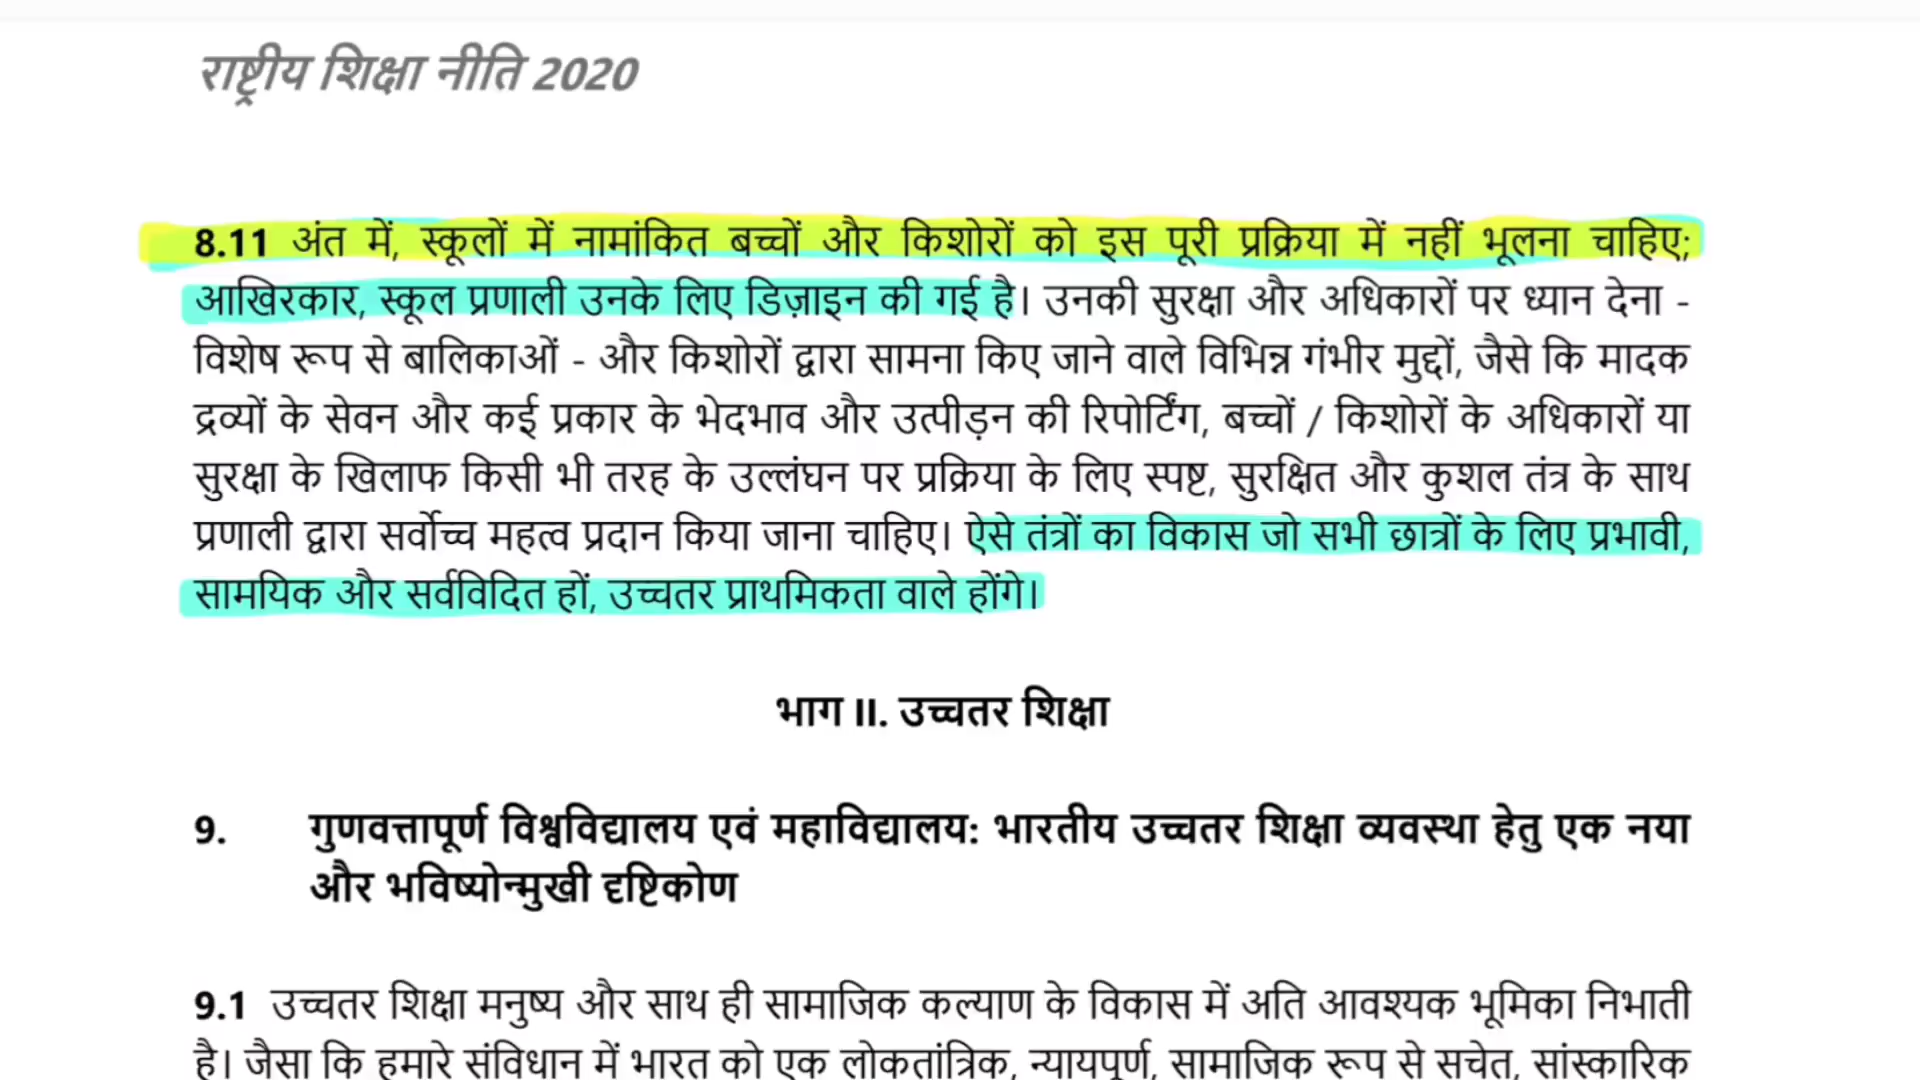 राष्ट्रीय शिक्षा नीति 2020
8.11 अंत में, स्कूलों में नामांकित बच्चों और किशोरों को इस पूरी प्रक्रिया में नहीं भूलना चाहिए;
आखिरकार, स्कूल प्रणाली उनके लिए डिज़ाइन की गई है। उनकी सुरक्षा और अधिकारों पर ध्यान देना -
विशेष रूप से बालिकाओं - और किशोरों द्वारा सामना किए जाने वाले विभिन्न गंभीर मुद्दों, जैसे कि मादक
द्रव्यों के सेवन और कई प्रकार के भेदभाव और उत्पीड़न की रिपोर्टिंग, बच्चों / किशोरों के अधिकारों या
सुरक्षा के खिलाफ किसी भी तरह के उल्लंघन पर प्रक्रिया के लिए स्पष्ट, सुरक्षित और कुशल तंत्र के साथ
प्रणाली द्वारा सर्वोच्च महत्व प्रदान किया जाना चाहिए। ऐसे तंत्रों का विकास जो सभी छात्रों के लिए प्रभावी,
सामयिक और सर्वविदित हों, उच्चतर प्राथमिकता वाले होंगे।
भाग II. उच्चतर शिक्षा
9. गुणवत्तापूर्ण विश्वविद्यालय एवं महाविद्यालय: भारतीय उच्चतर शिक्षा व्यवस्था हेतु एक नया
और भविष्योन्मुखी दृष्टिकोण
9.1 उच्चतर शिक्षा मनुष्य और साथ ही सामाजिक कल्याण के विकास में अति आवश्यक भूमिका निभाती
है। जैसा कि हमारे संविधान में भारत को एक लोकतांत्रिक, न्यायपूर्ण, सामाजिक रूप से सचेत, सांस्कारिक